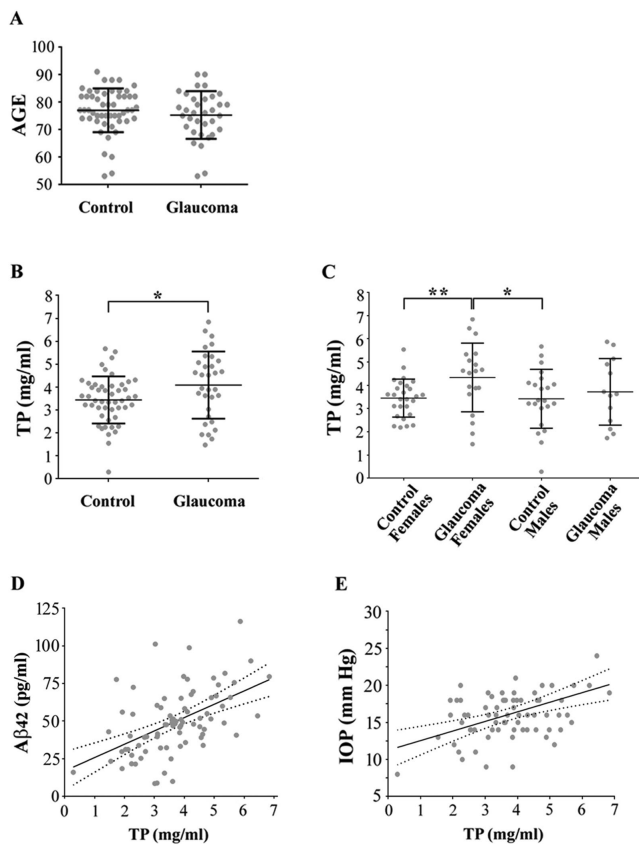 A
AGE
100
90
80
70
60
50
Control Glaucoma
B
TP (mg/ml)
8
7
6
5
4
3
2
1
0
*
Control Glaucoma
C
TP (mg/ml)
8
7
6
5
4
3
2
1
0
** *
Control Females
Glaucoma Females
Control Males
Glaucoma Males
D
Aβ42 (pg/ml)
125
100
75
50
25
0
0 1 2 3 4 5 6 7
TP (mg/ml)
E
IOP (mm Hg)
30
25
20
15
10
5
0 1 2 3 4 5 6 7
TP (mg/ml)